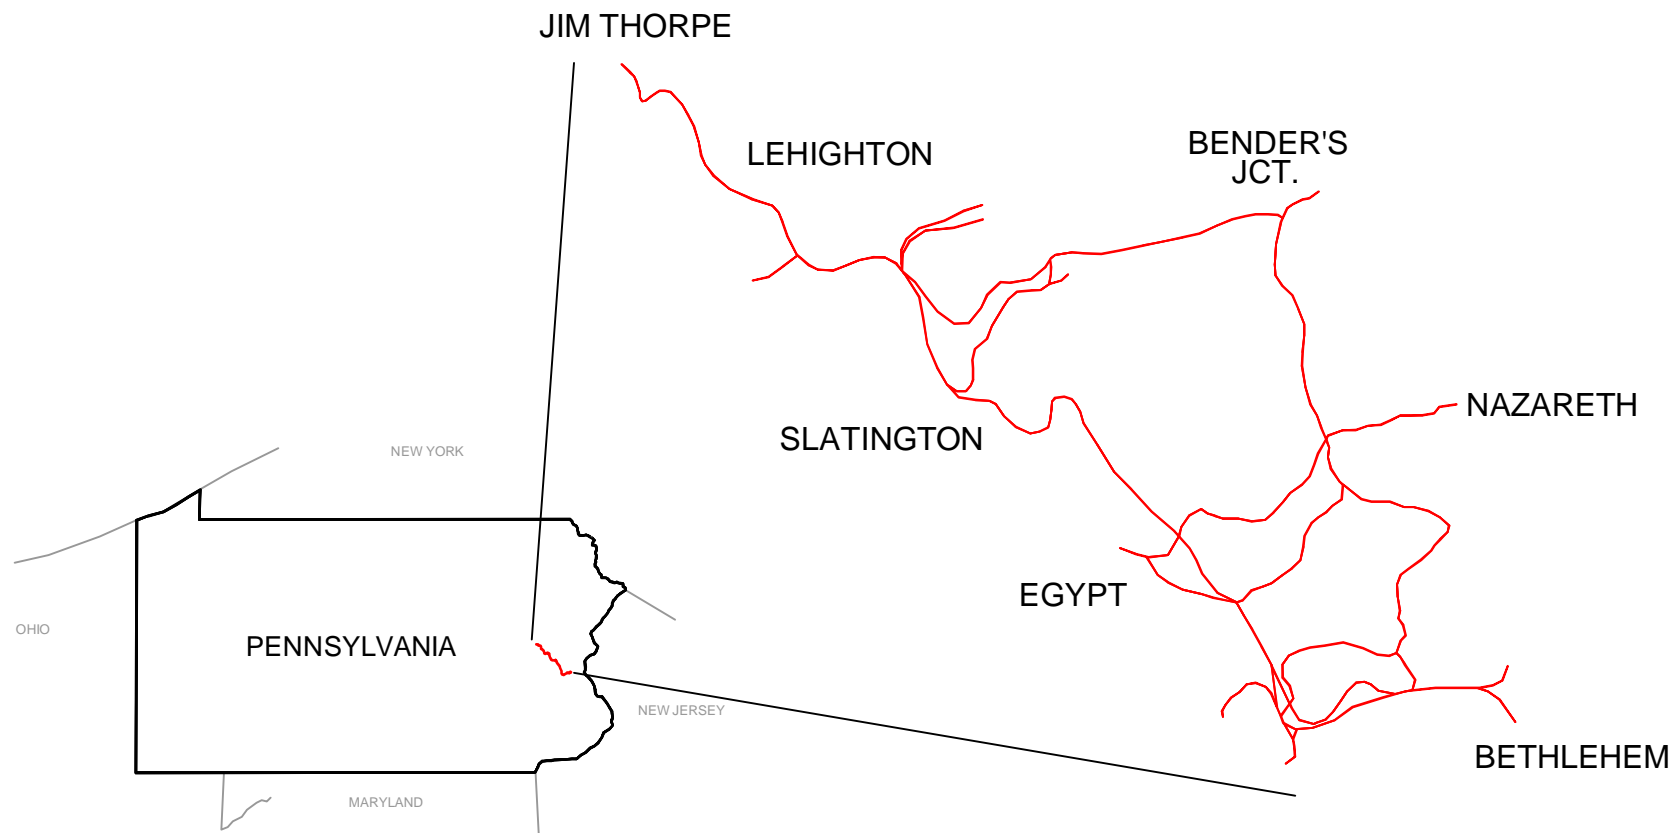 JIM THORPE
LEHIGHTON
BENDER'S
JCT.
NAZARETH
SLATINGTON
NEW YORK
EGYPT
OHIO
PENNSYLVANIA
NEW JERSEY
BETHLEHEM
MARYLAND